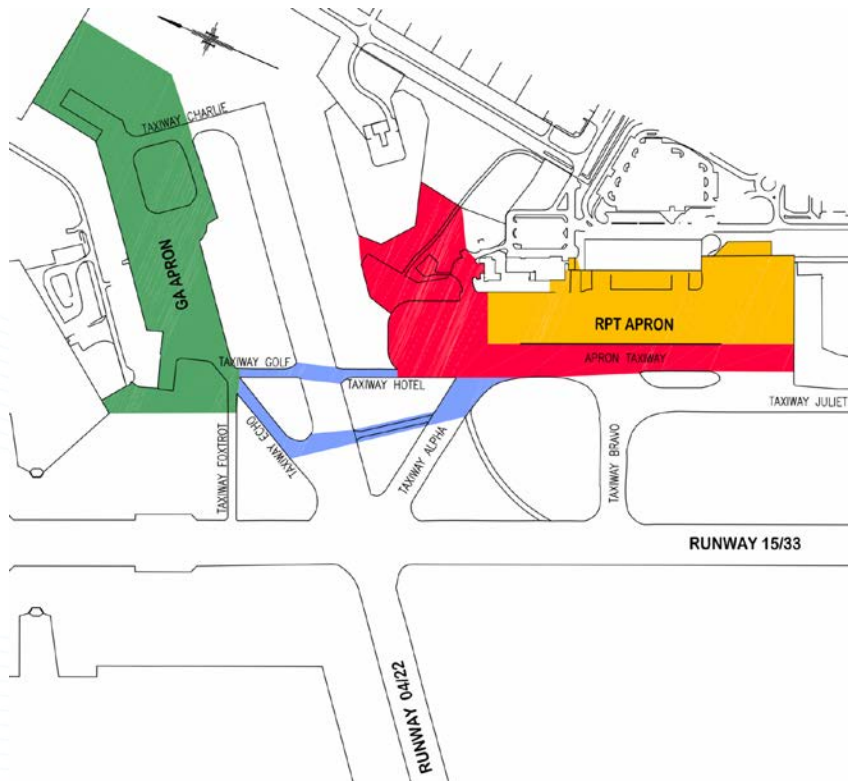 TAXIWAY CHARLIE
GA APRON
RPT APRON
TAXIWAY GOLF
APRON TAXIWAY
TAXIWAY HOTEL
TAXIWAY JULIET
TAXIWAY FOXTROT
TAXIWAY ECHO
TAXIWAY ALPHA
TAXIWAY BRAVO
RUNWAY 15/33
RUNWAY 04/22